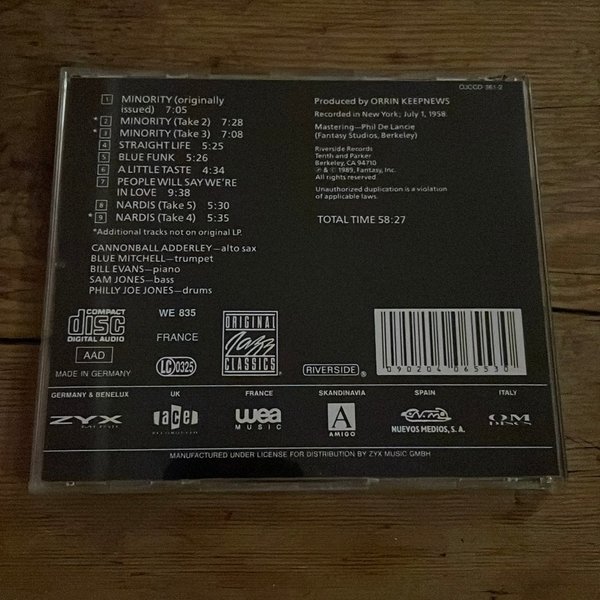 OJCCD 361-2
1 MINORITY (originally
issued) 7:05
*2 MINORITY (Take 2) 7:28
*3 MINORITY (Take 3) 7:08
4 STRAIGHT LIFE 5:25
5 BLUE FUNK 5:26
6 A LITTLE TASTE 4:34
7 PEOPLE WILL SAY WE'RE
IN LOVE 9:38
8 NARDIS (Take 5) 5:30
*9 NARDIS (Take 4) 5:35
*Additional tracks not on original LP.
CANNONBALL ADDERLEY—alto sax
BLUE MITCHELL—trumpet
BILL EVANS—piano
SAM JONES—bass
PHILLY JOE JONES—drums
Produced by ORRIN KEEPNEWS
Recorded in New York; July 1, 1958.
Mastering—Phil De Lancie
(Fantasy Studios, Berkeley)
Riverside Records
Tenth and Parker
Berkeley, CA 94710
℗ & © 1989, Fantasy, Inc.
All rights reserved.
Unauthorized duplication is a violation
of applicable laws.
TOTAL TIME 58:27
COMPACT
disc
DIGITAL AUDIO
AAD
MADE IN GERMANY
WE 835
FRANCE
LC 0325
ORIGINAL
Jazz
CLASSICS
RIVERSIDE ®
090204 065530
GERMANY & BENELUX UK FRANCE SKANDINAVIA SPAIN ITALY
ZYX
MUSIC
ace
wea
MUSIC
A
AMIGO
N.M.
NUEVOS MEDIOS, S.A.
OM
DISCS
MANUFACTURED UNDER LICENSE FOR DISTRIBUTION BY ZYX MUSIC GMBH